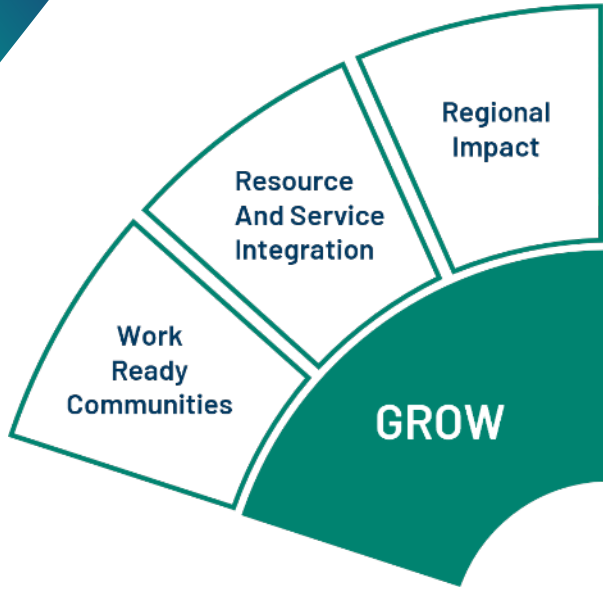 Regional
Impact
Resource
And Service
Integration
Work
Ready
Communities
GROW